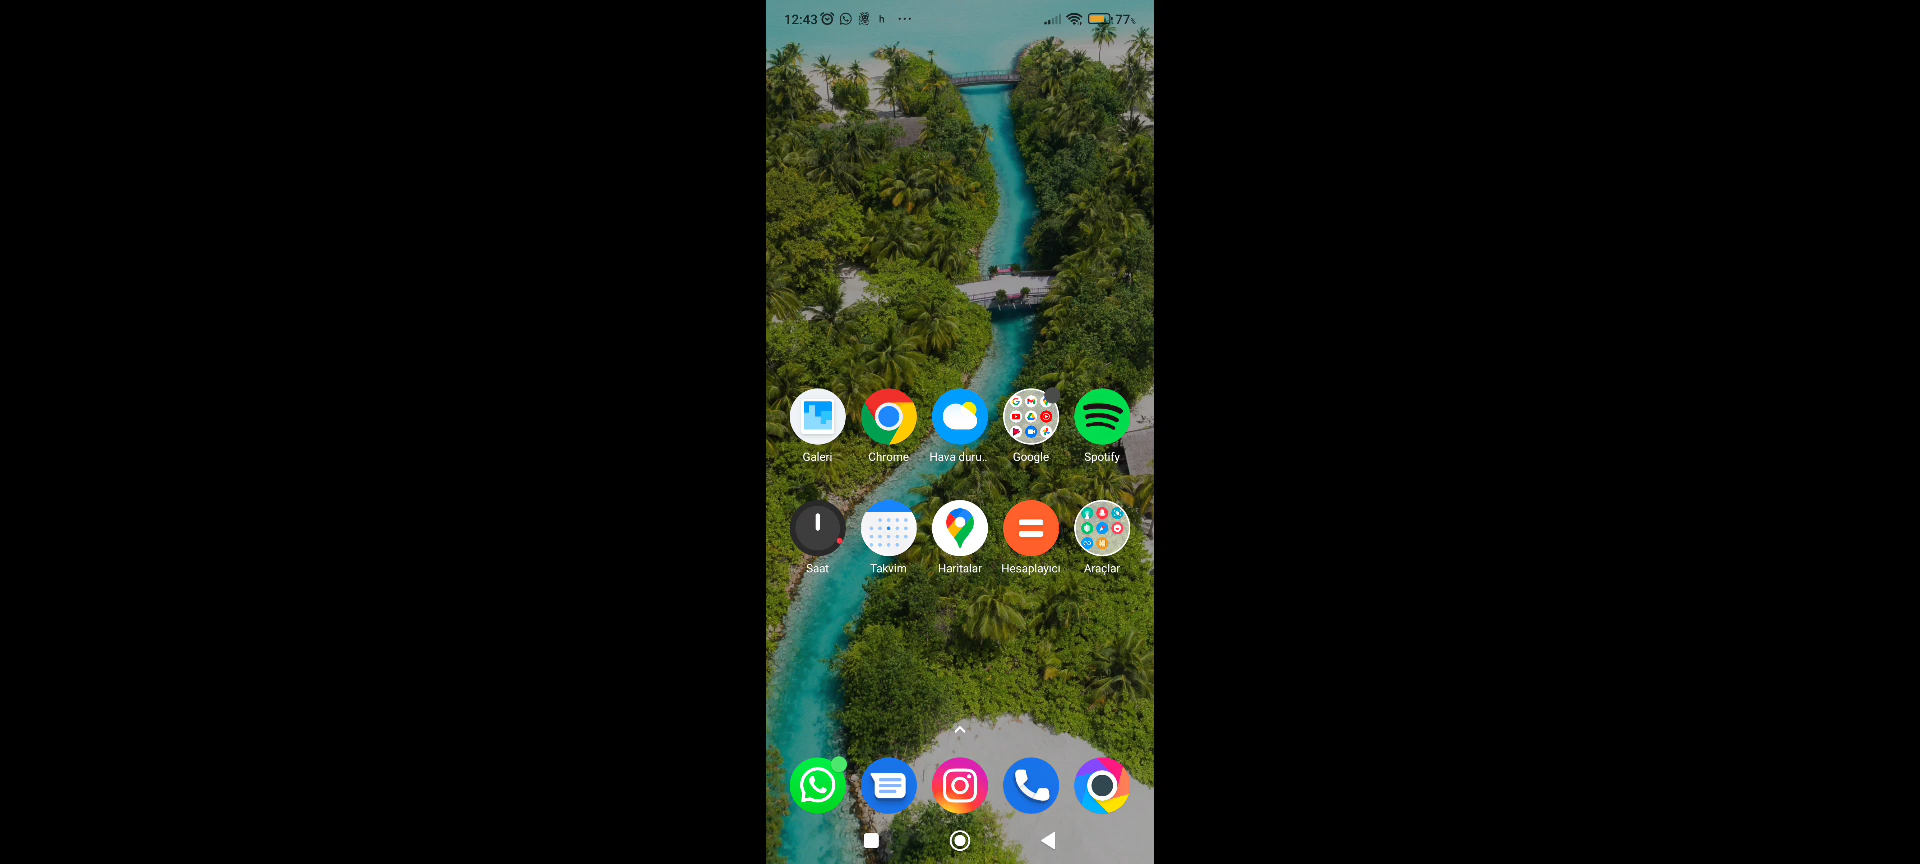 12:43 h ... 77%
Galeri Chrome Hava duru.. Google Spotify
Saat Takvim Haritalar Hesaplayıcı Araçlar